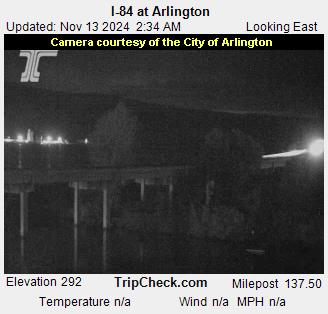 I-84 at Arlington
Updated: Nov 13 2024 2:34 AM Looking East
Camera courtesy of the City of Arlington
Elevation 292 TripCheck.com Milepost 137.50
Temperature n/a Wind n/a MPH n/a